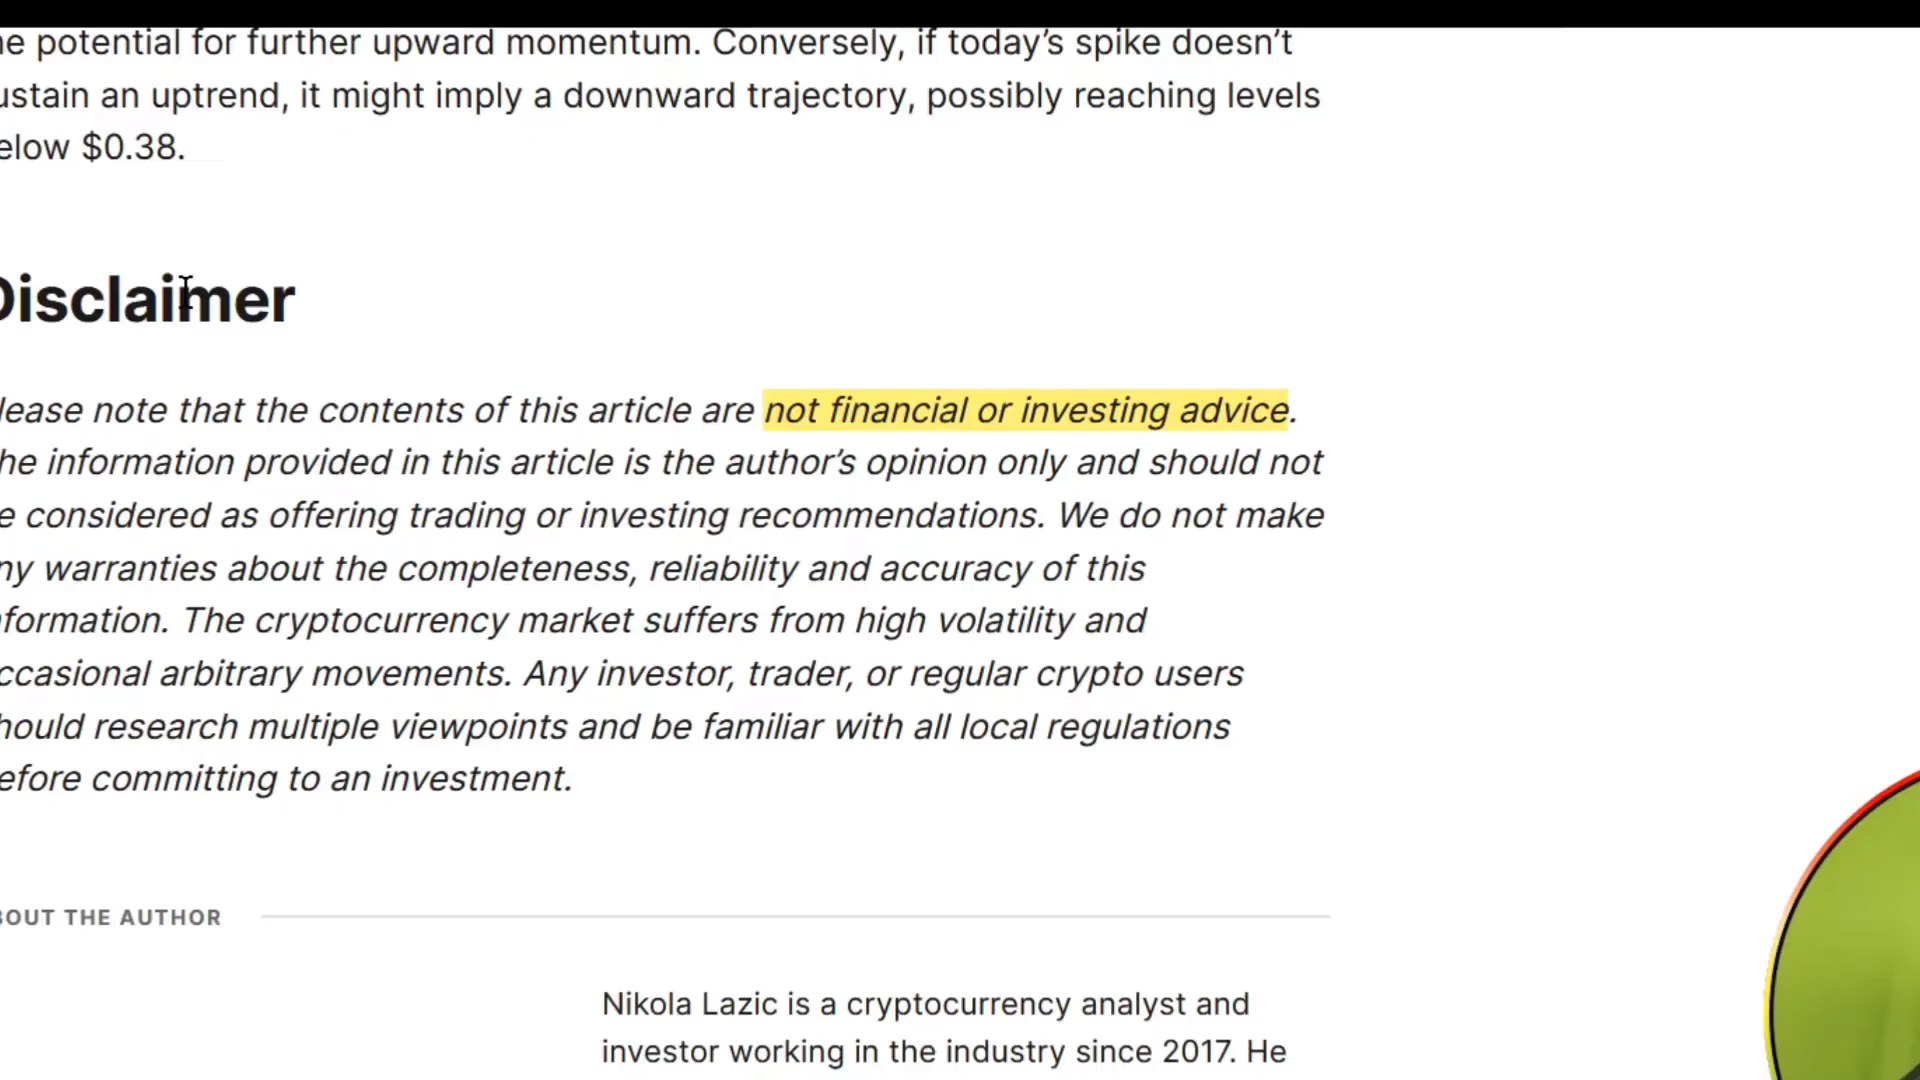 he potential for further upward momentum. Conversely, if today’s spike doesn’t
ustain an uptrend, it might imply a downward trajectory, possibly reaching levels
elow $0.38.
Disclaimer
lease note that the contents of this article are not financial or investing advice.
he information provided in this article is the author’s opinion only and should not
e considered as offering trading or investing recommendations. We do not make
ny warranties about the completeness, reliability and accuracy of this
nformation. The cryptocurrency market suffers from high volatility and
ccasional arbitrary movements. Any investor, trader, or regular crypto users
hould research multiple viewpoints and be familiar with all local regulations
efore committing to an investment.
BOUT THE AUTHOR
Nikola Lazic is a cryptocurrency analyst and
investor working in the industry since 2017. He